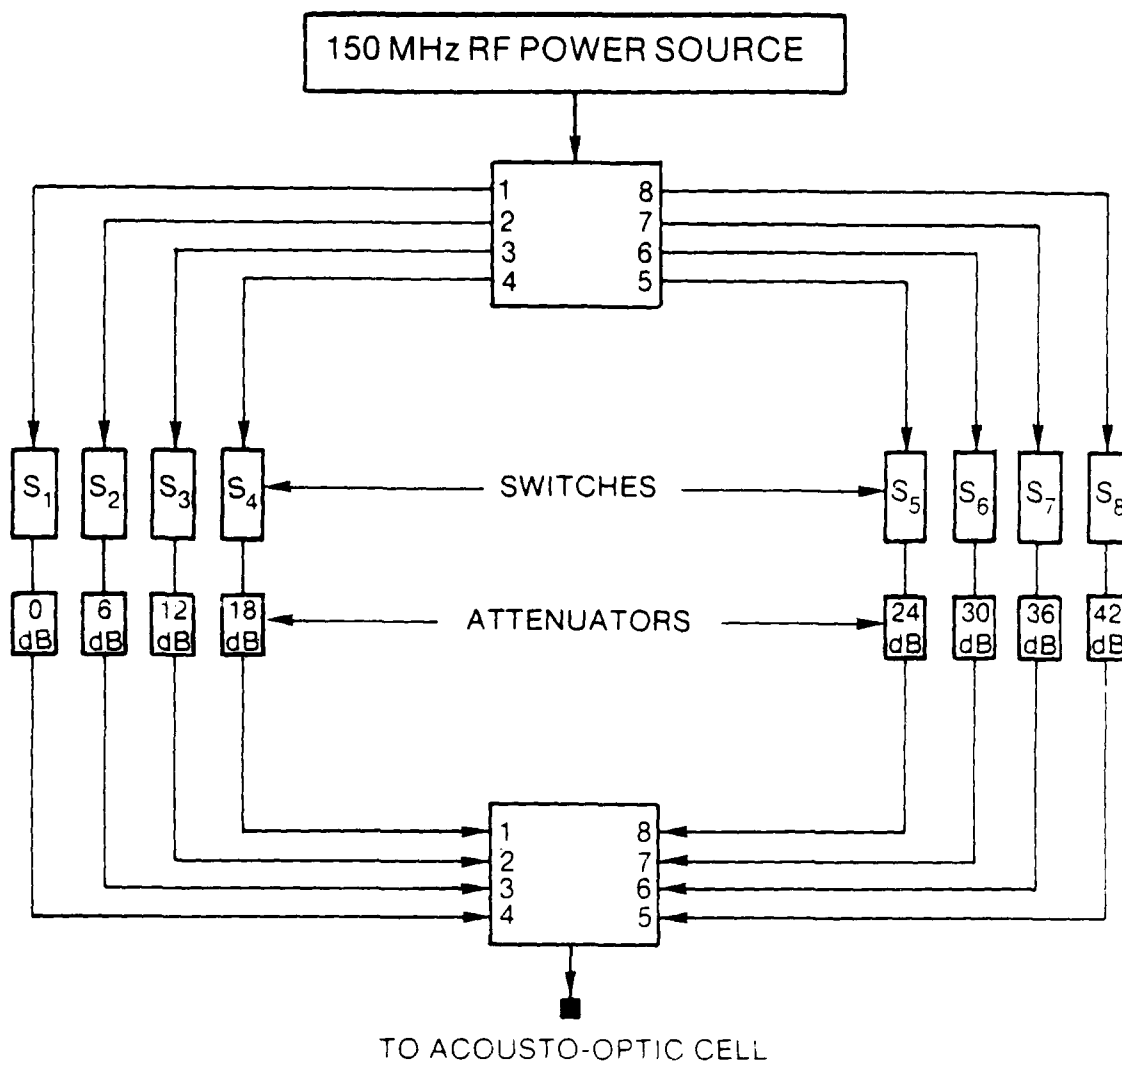 150 MHz RF POWER SOURCE
1 8
2 7
3 6
4 5
S1 S2 S3 S4 SWITCHES S5 S6 S7 S8
0 dB
6 dB
12 dB
18 dB
ATTENUATORS
24 dB
30 dB
36 dB
42 dB
1 8
2 7
3 6
4 5
TO ACOUSTO-OPTIC CELL